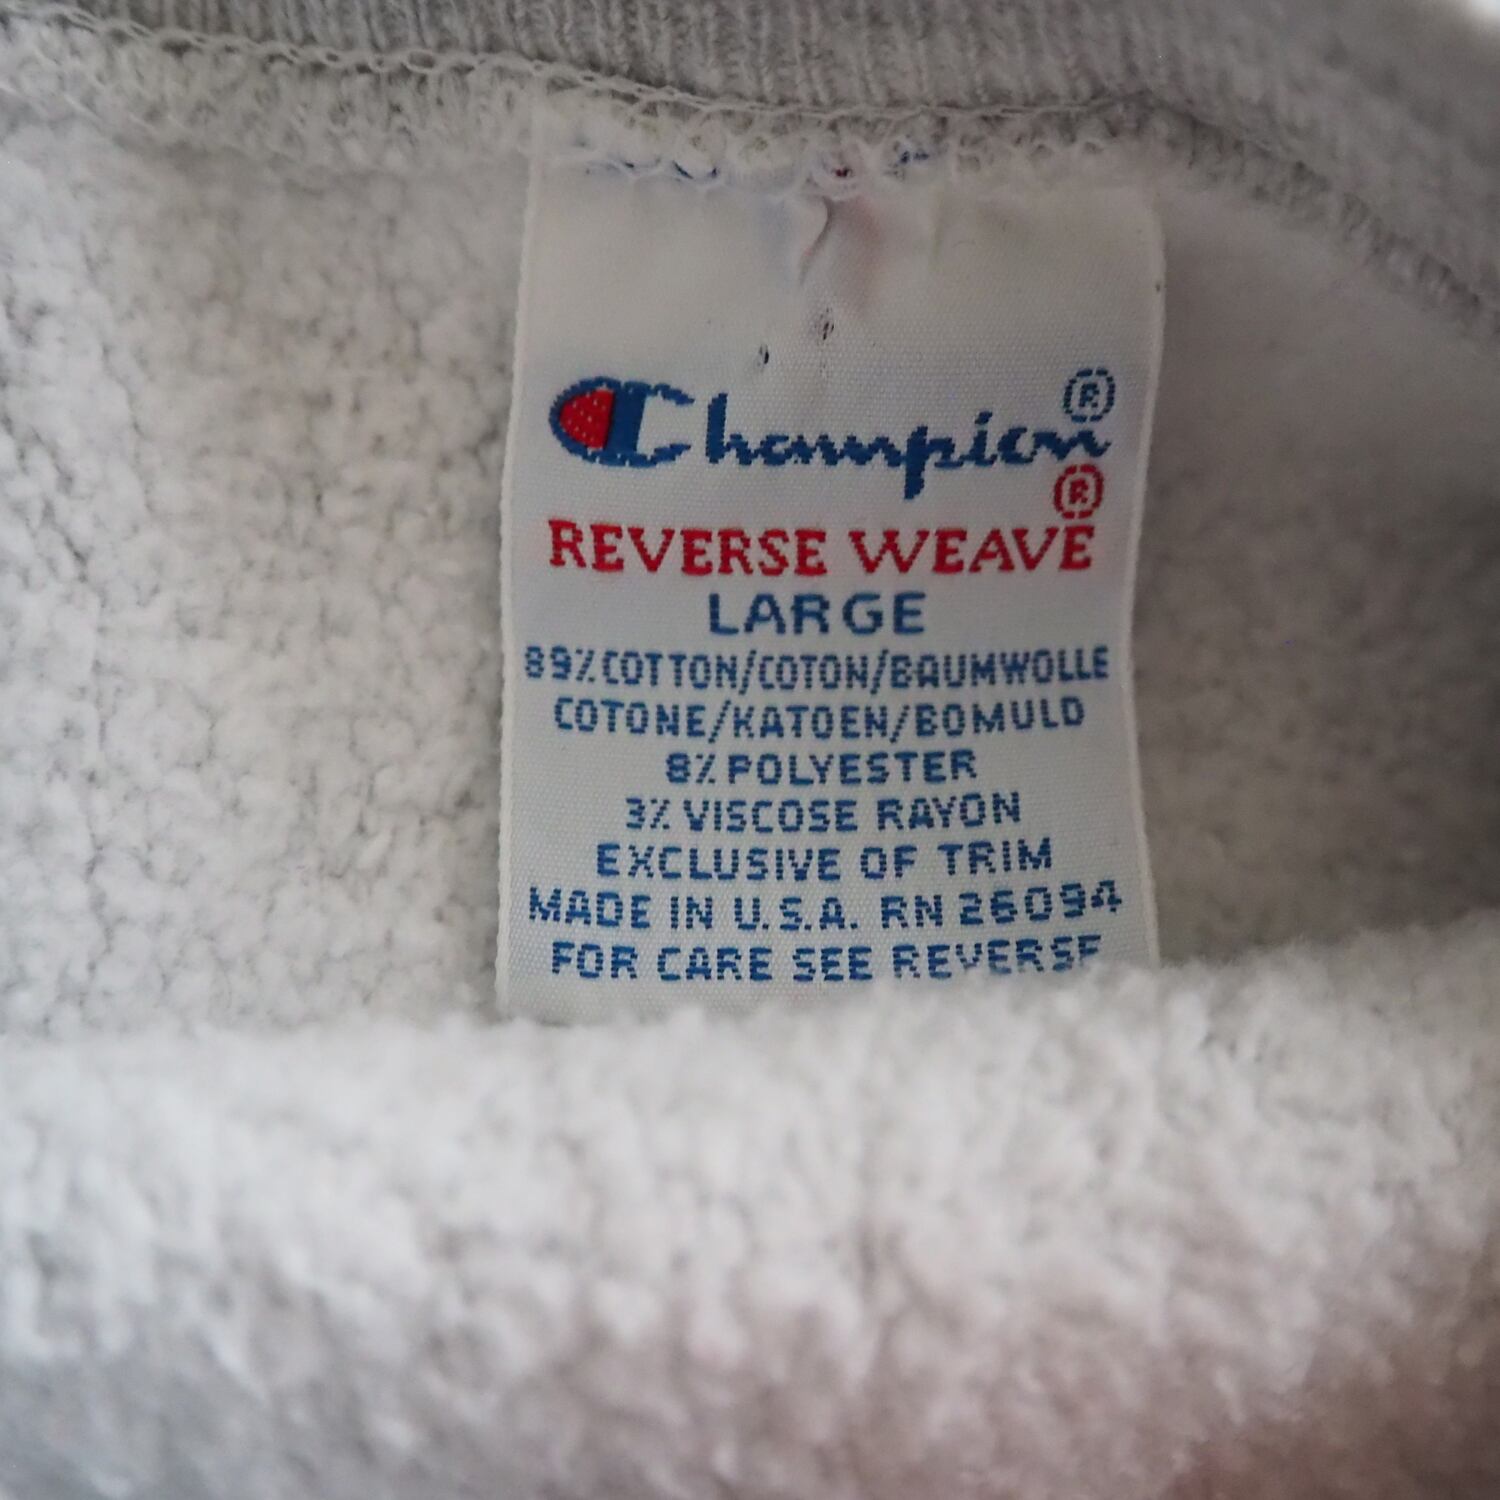 Champion®
REVERSE WEAVE®
LARGE
89% COTTON/COTON/BAUMWOLLE
COTONE/KATOEN/BOMULD
8% POLYESTER
3% VISCOSE RAYON
EXCLUSIVE OF TRIM
MADE IN U.S.A. RN 26094
FOR CARE SEE REVERSE